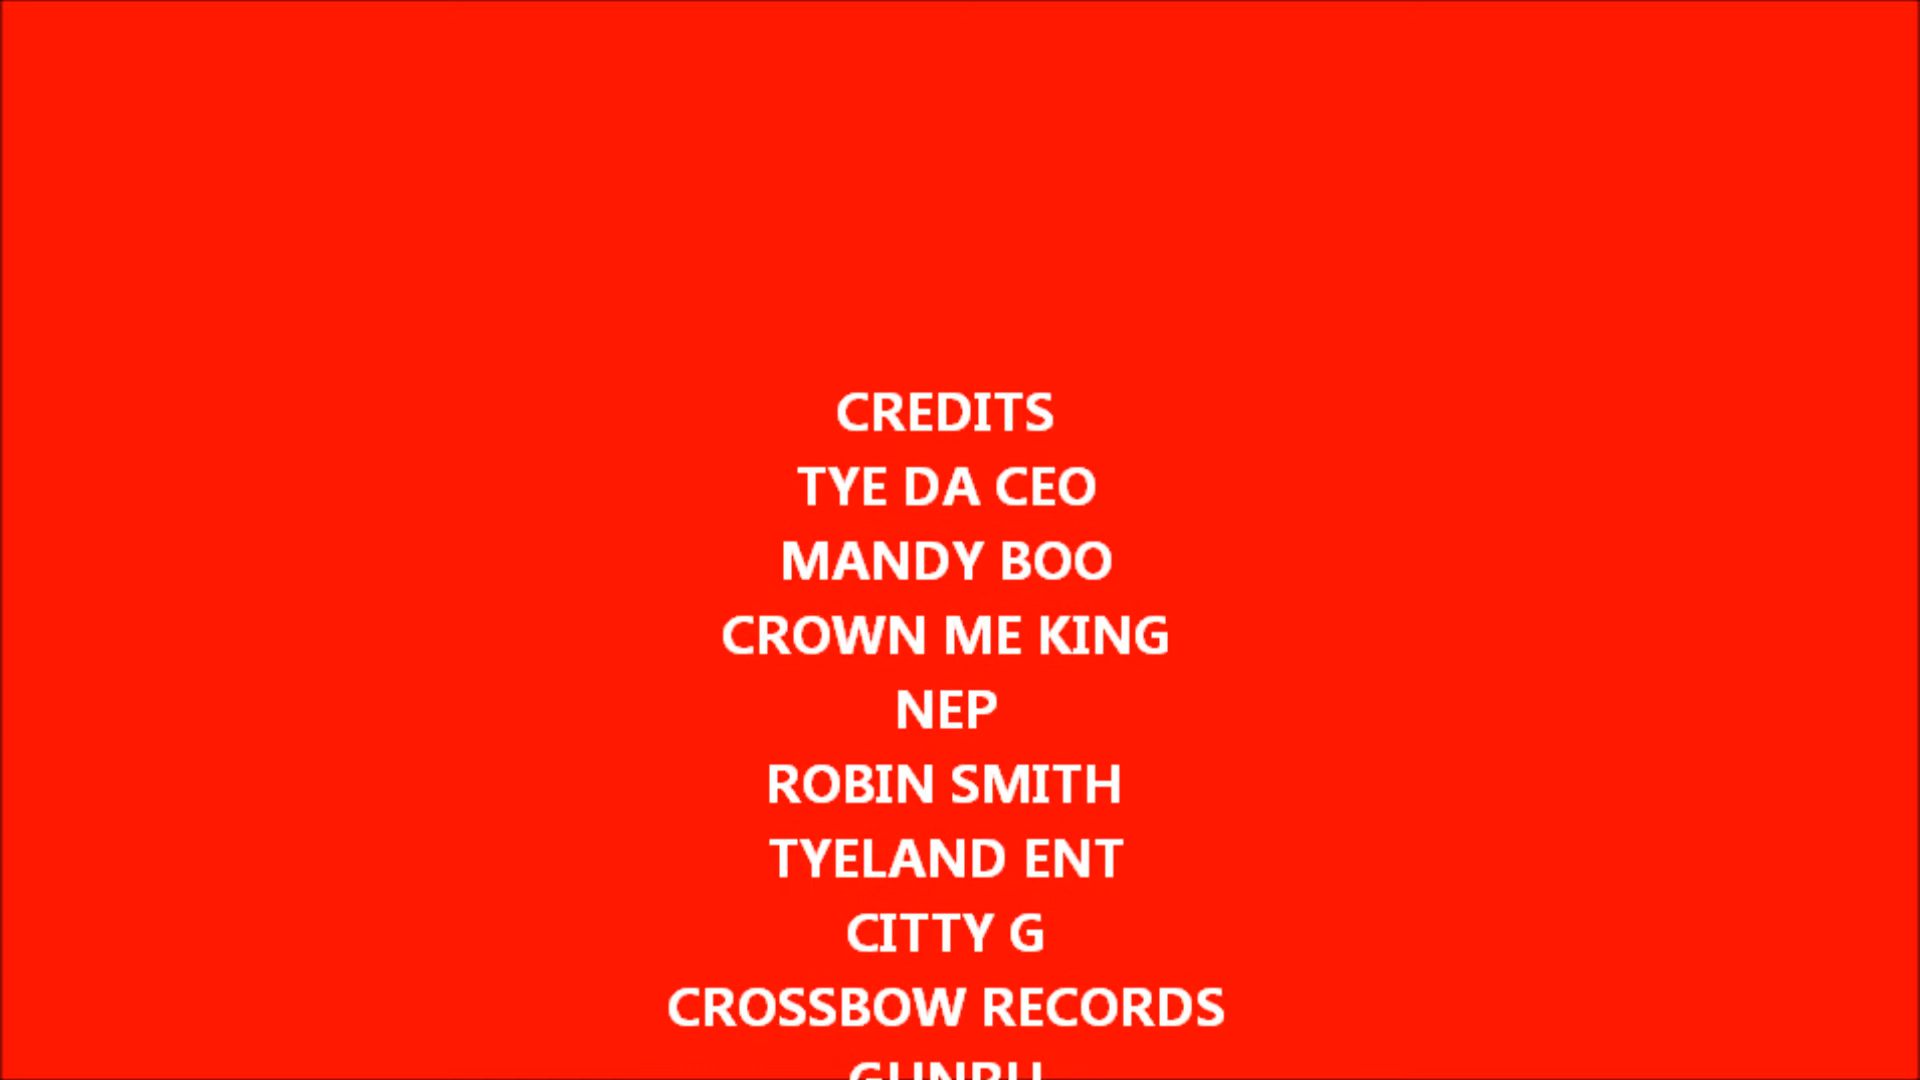 CREDITS
TYE DA CEO
MANDY BOO
CROWN ME KING
NEP
ROBIN SMITH
TYELAND ENT
CITTY G
CROSSBOW RECORDS